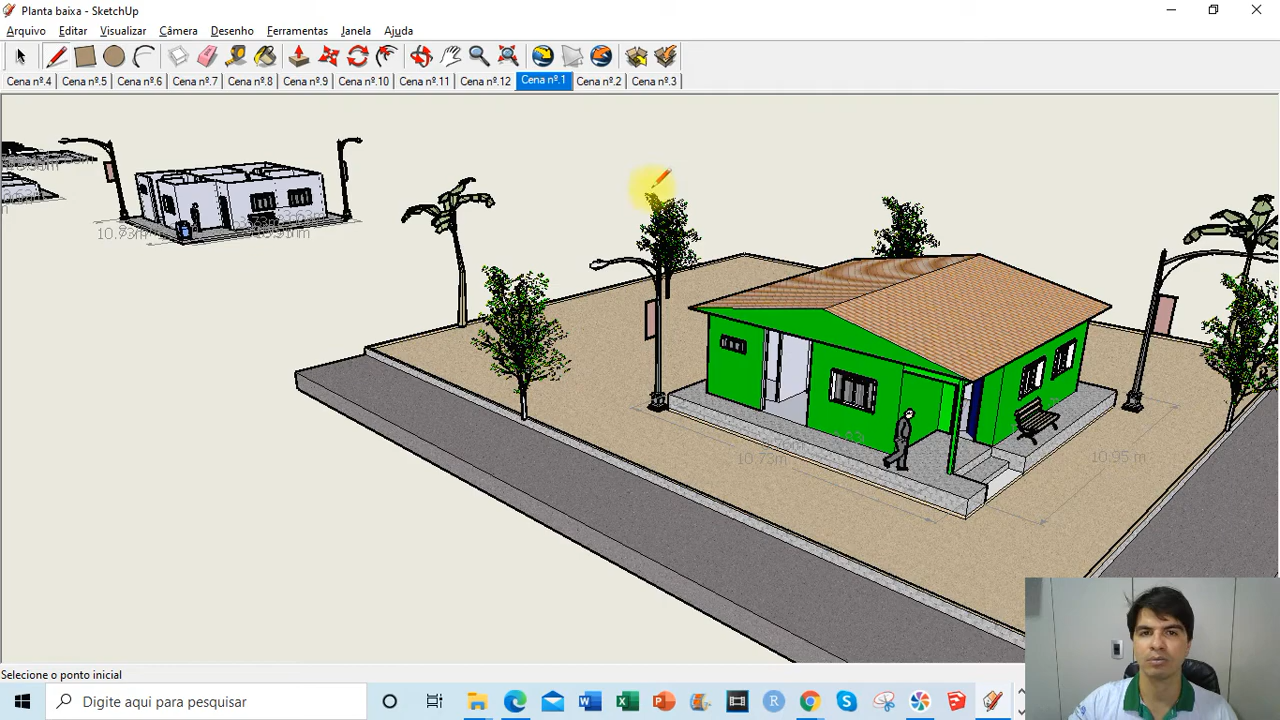 Planta baixa - SketchUp
Arquivo Editar Visualizar Câmera Desenho Ferramentas Janela Ajuda
Cena nº.4 Cena nº.5 Cena nº.6 Cena nº.7 Cena nº.8 Cena nº.9 Cena nº.10 Cena nº.11 Cena nº.12 Cena nº.1 Cena nº.2 Cena nº.3
10.73m
10.73m
10.95 m
Selecione o ponto inicial
Digite aqui para pesquisar